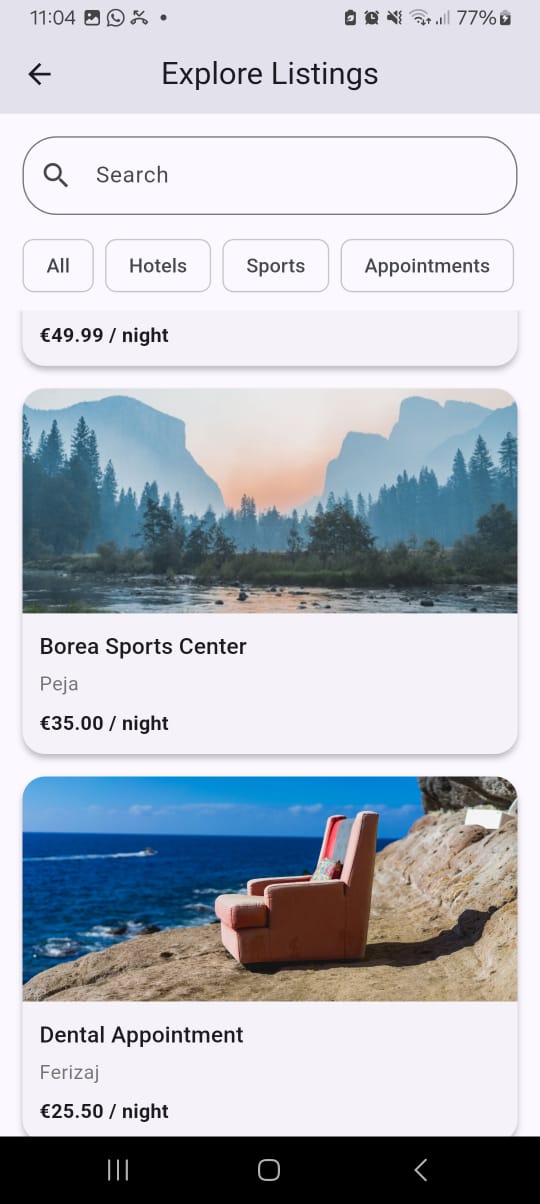 11:04 77%
Explore Listings
Search
All Hotels Sports Appointments
€49.99 / night
Borea Sports Center
Peja
€35.00 / night
Dental Appointment
Ferizaj
€25.50 / night